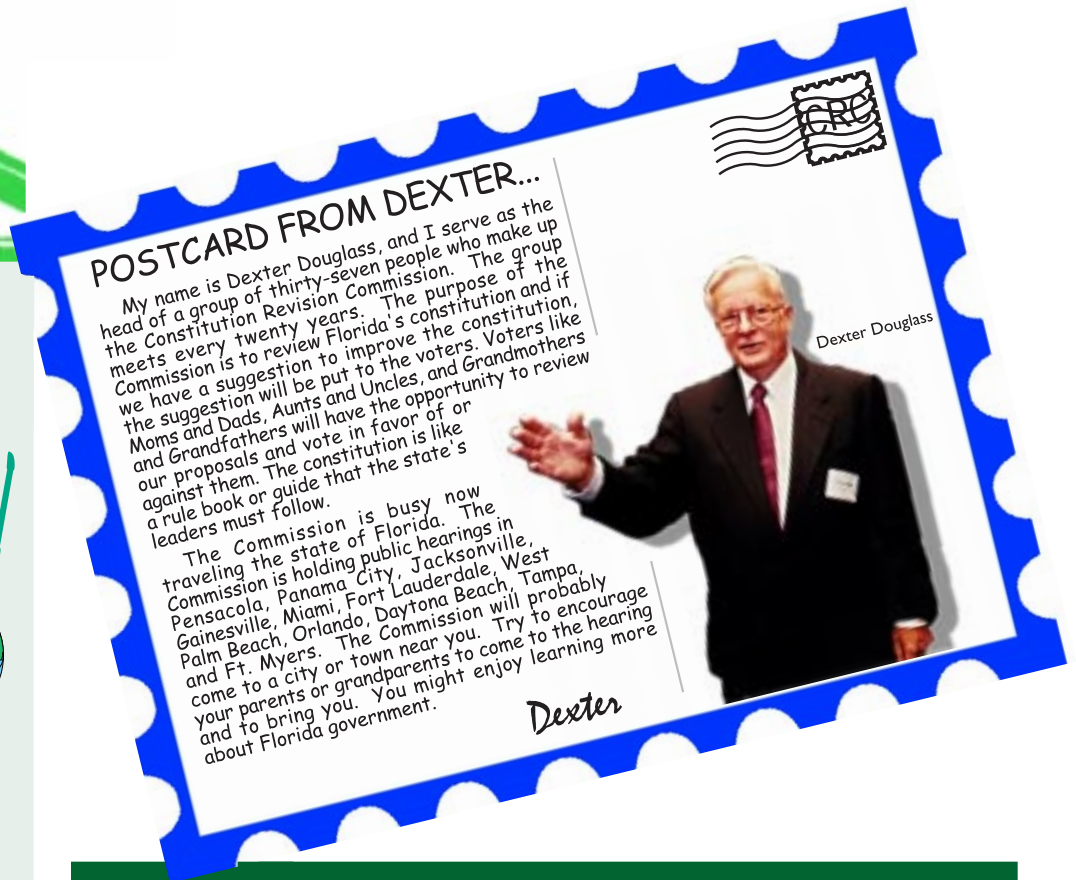 CRC
POSTCARD FROM DEXTER...
My name is Dexter Douglass, and I serve as the
head of a group of thirty-seven people who make up
the Constitution Revision Commission. The group
meets every twenty years. The purpose of the
Commission is to review Florida's constitution and if
we have a suggestion to improve the constitution,
the suggestion will be put to the voters. Voters like
Moms and Dads, Aunts and Uncles, and Grandmothers
and Grandfathers will have the opportunity to review
our proposals and vote in favor of or
against them. The constitution is like
a rule book or guide that the state's
leaders must follow.
The Commission is busy now
traveling the state of Florida. The
Commission is holding public hearings in
Pensacola, Panama City, Jacksonville,
Gainesville, Miami, Fort Lauderdale, West
Palm Beach, Orlando, Daytona Beach, Tampa,
and Ft. Myers. The Commission will probably
come to a city or town near you. Try to encourage
your parents or grandparents to come to the hearing
and to bring you. You might enjoy learning more
about Florida government.
Dexter
Dexter Douglass